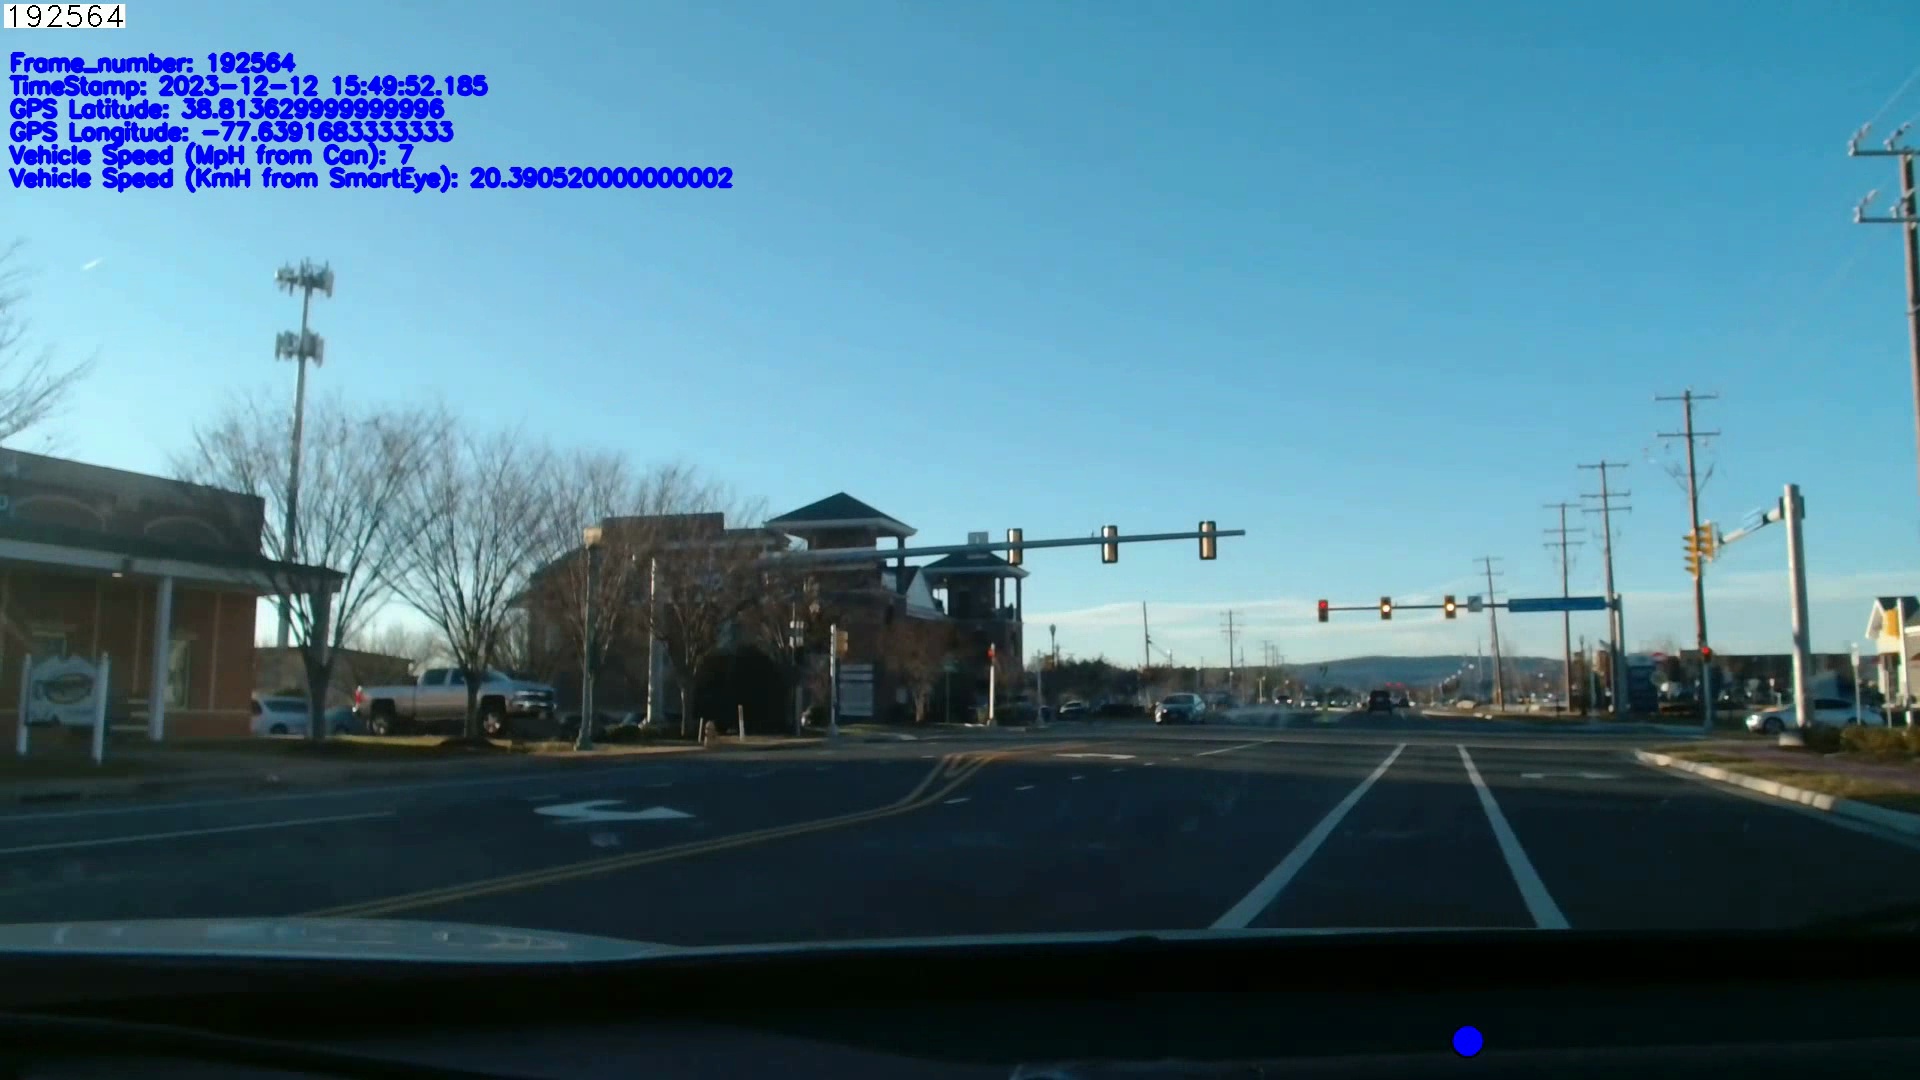 192564
Frame_number: 192564
TimeStamp: 2023-12-12 15:49:52.185
GPS Latitude: 38.813629999999996
GPS Longitude: -77.6391683333333
Vehicle Speed (MpH from Can): 7
Vehicle Speed (KmH from SmartEye): 20.390520000000002